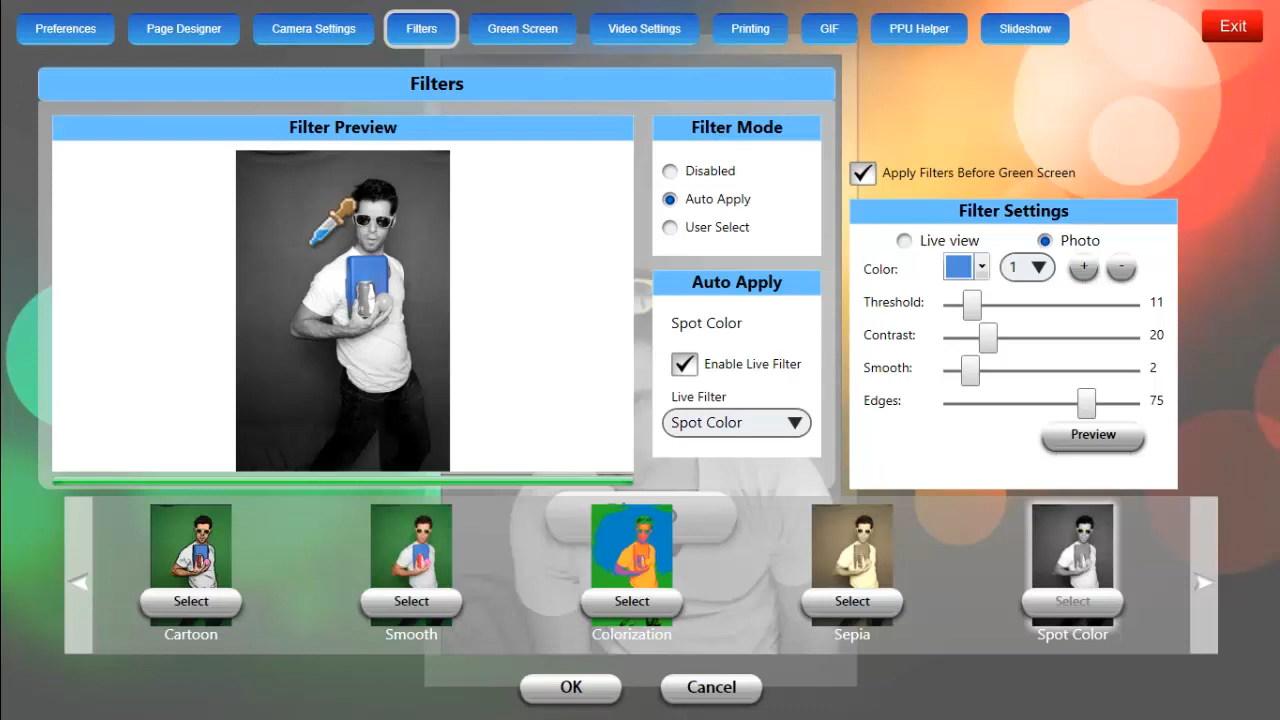 Preferences
Page Designer
Camera Settings
Filters
Green Screen
Video Settings
Printing
GIF
PPU Helper
Slideshow
Exit
Filters
Filter Preview
Filter Mode
Disabled
Auto Apply
User Select
Auto Apply
Spot Color
Enable Live Filter
Live Filter
Spot Color
Apply Filters Before Green Screen
Filter Settings
Live view
Photo
Color:
1
+
-
Threshold:
11
Contrast:
20
Smooth:
2
Edges:
75
Preview
Select
Select
Select
Select
Select
Cartoon
Smooth
Colorization
Sepia
Spot Color
OK
Cancel